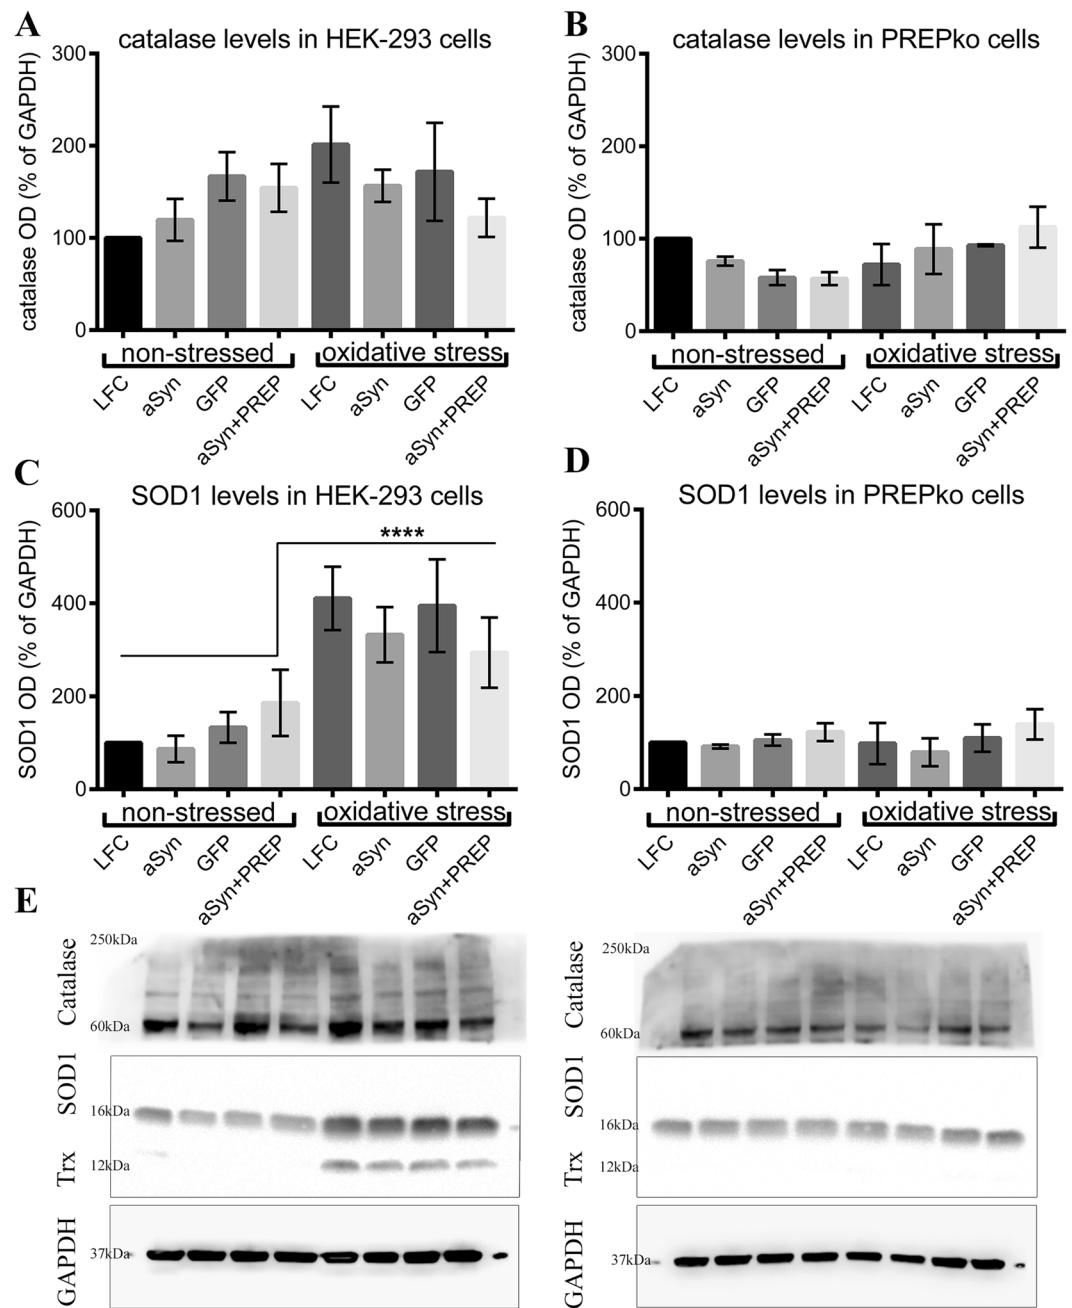 A
catalase levels in HEK-293 cells
catalase OD (% of GAPDH)
300
200
100
0
non-stressed
oxidative stress
LFC
aSyn
GFP
aSyn+PREP
LFC
aSyn
GFP
aSyn+PREP
B
catalase levels in PREPko cells
catalase OD (% of GAPDH)
300
200
100
0
non-stressed
oxidative stress
LFC
aSyn
GFP
aSyn+PREP
LFC
aSyn
GFP
aSyn+PREP
C
SOD1 levels in HEK-293 cells
SOD1 OD (% of GAPDH)
600
400
200
0
****
non-stressed
oxidative stress
LFC
aSyn
GFP
aSyn+PREP
LFC
aSyn
GFP
aSyn+PREP
D
SOD1 levels in PREPko cells
SOD1 OD (% of GAPDH)
600
400
200
0
non-stressed
oxidative stress
LFC
aSyn
GFP
aSyn+PREP
LFC
aSyn
GFP
aSyn+PREP
E
Catalase
250kDa
60kDa
SOD1
16kDa
Trx
12kDa
GAPDH
37kDa
Catalase
250kDa
60kDa
SOD1
16kDa
Trx
12kDa
GAPDH
37kDa